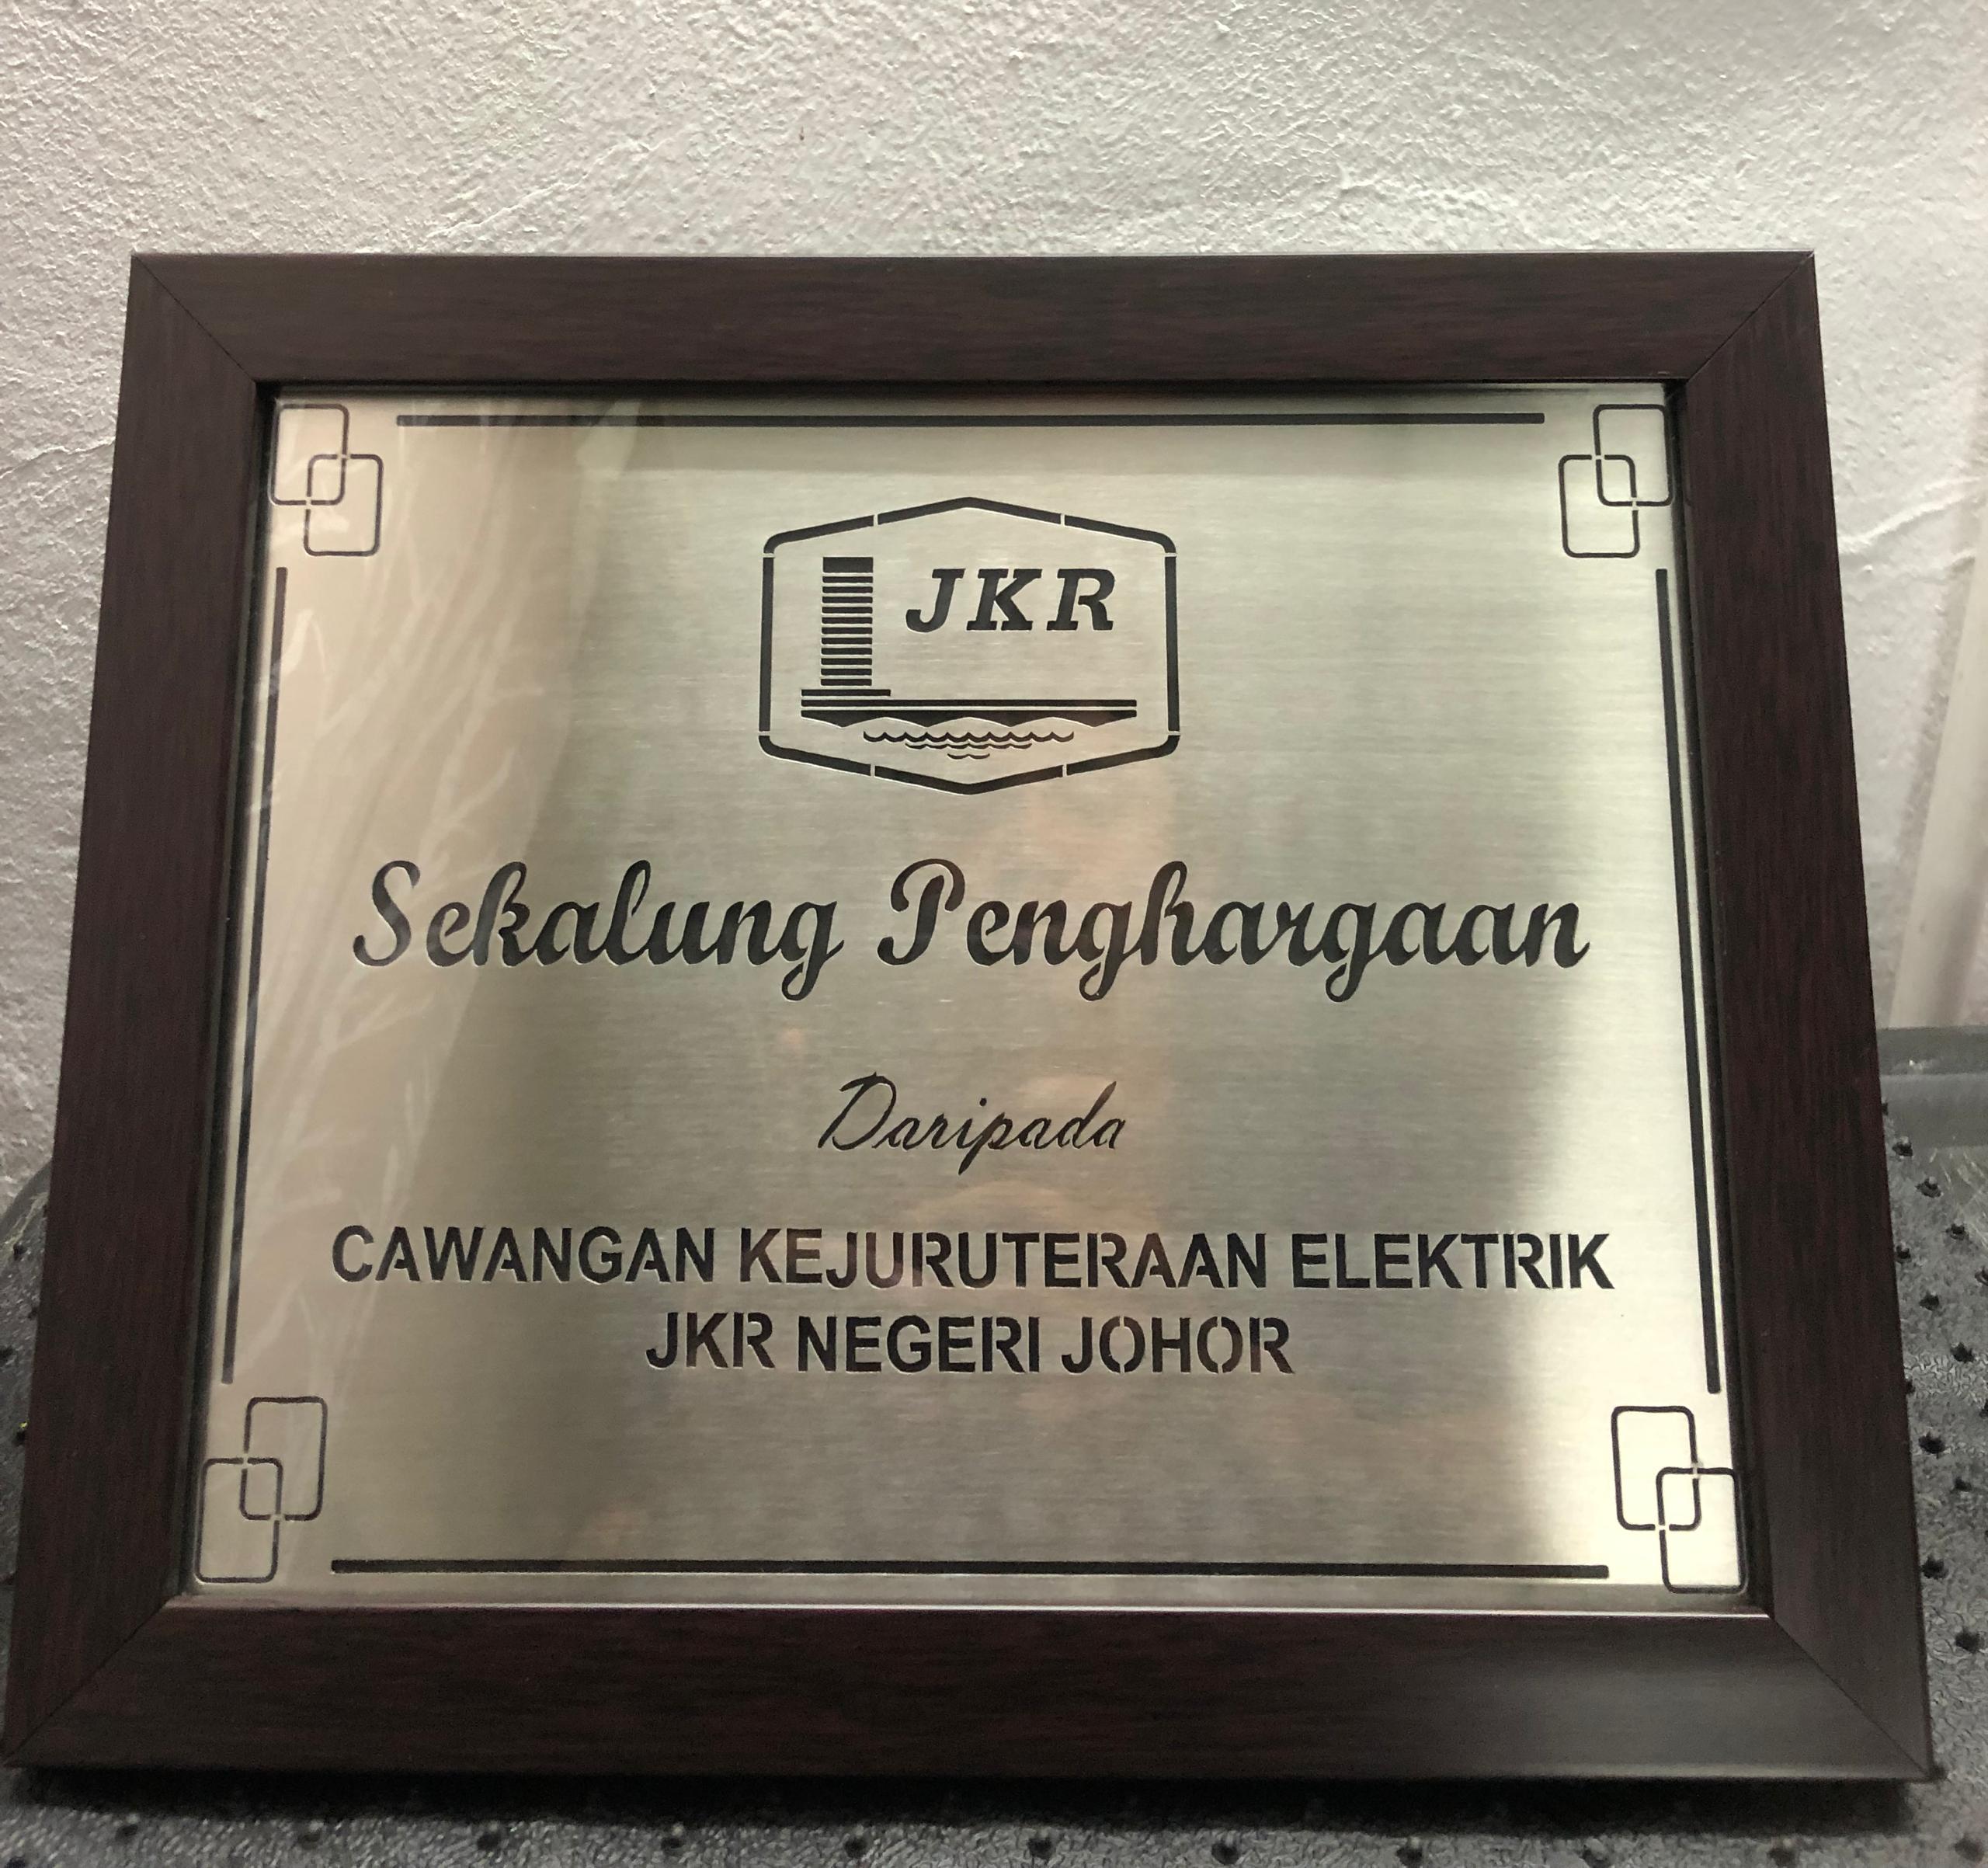 JKR
Sekalung Penghargaan
Daripada
CAWANGAN KEJURUTERAAN ELEKTRIK
JKR NEGERI JOHOR